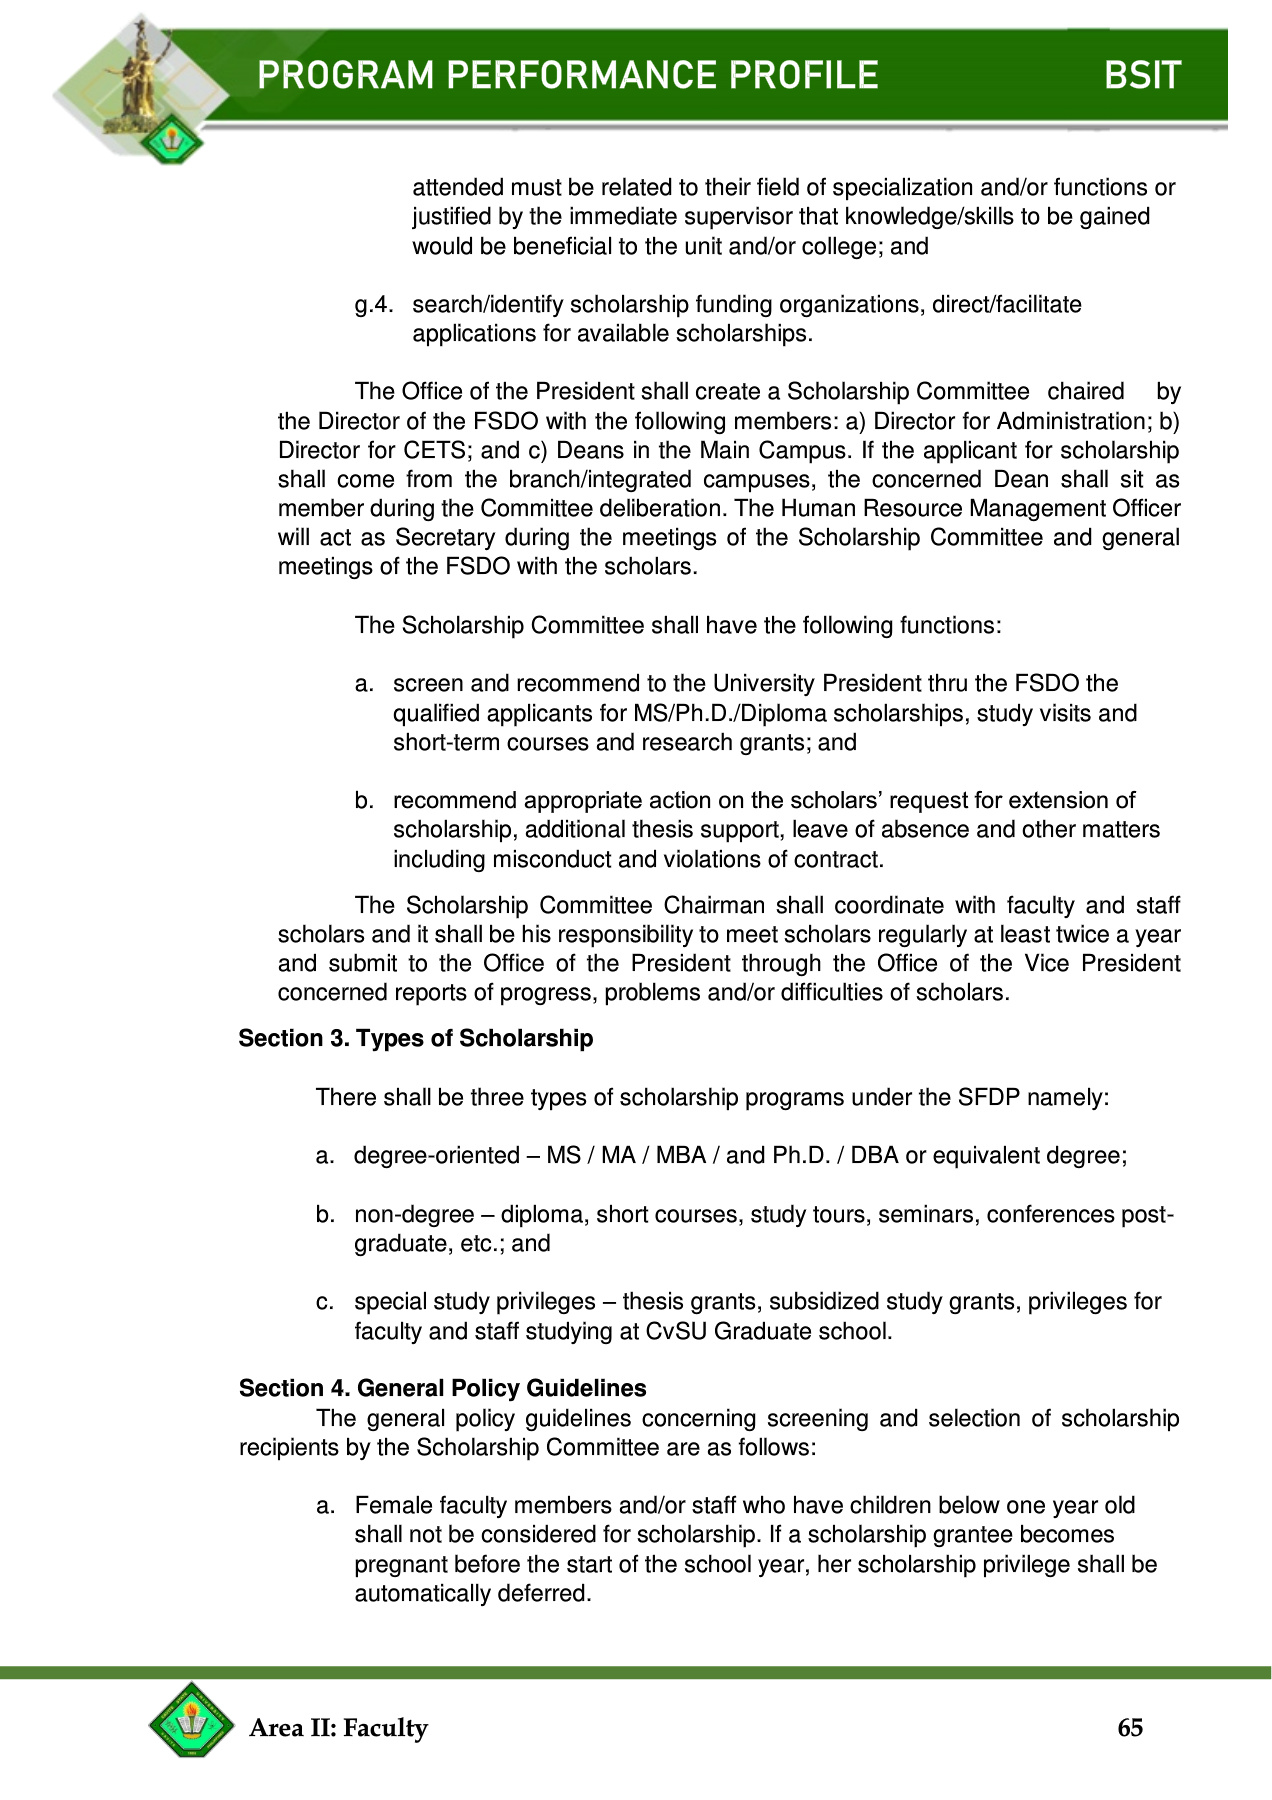 PROGRAM PERFORMANCE PROFILE BSIT
attended must be related to their field of specialization and/or functions or
justified by the immediate supervisor that knowledge/skills to be gained
would be beneficial to the unit and/or college; and
g.4. search/identify scholarship funding organizations, direct/facilitate
applications for available scholarships.
The Office of the President shall create a Scholarship Committee chaired by
the Director of the FSDO with the following members: a) Director for Administration; b)
Director for CETS; and c) Deans in the Main Campus. If the applicant for scholarship
shall come from the branch/integrated campuses, the concerned Dean shall sit as
member during the Committee deliberation. The Human Resource Management Officer
will act as Secretary during the meetings of the Scholarship Committee and general
meetings of the FSDO with the scholars.
The Scholarship Committee shall have the following functions:
a. screen and recommend to the University President thru the FSDO the
qualified applicants for MS/Ph.D./Diploma scholarships, study visits and
short-term courses and research grants; and
b. recommend appropriate action on the scholars’ request for extension of
scholarship, additional thesis support, leave of absence and other matters
including misconduct and violations of contract.
The Scholarship Committee Chairman shall coordinate with faculty and staff
scholars and it shall be his responsibility to meet scholars regularly at least twice a year
and submit to the Office of the President through the Office of the Vice President
concerned reports of progress, problems and/or difficulties of scholars.
Section 3. Types of Scholarship
There shall be three types of scholarship programs under the SFDP namely:
a. degree-oriented – MS / MA / MBA / and Ph.D. / DBA or equivalent degree;
b. non-degree – diploma, short courses, study tours, seminars, conferences post-
graduate, etc.; and
c. special study privileges – thesis grants, subsidized study grants, privileges for
faculty and staff studying at CvSU Graduate school.
Section 4. General Policy Guidelines
The general policy guidelines concerning screening and selection of scholarship
recipients by the Scholarship Committee are as follows:
a. Female faculty members and/or staff who have children below one year old
shall not be considered for scholarship. If a scholarship grantee becomes
pregnant before the start of the school year, her scholarship privilege shall be
automatically deferred.
Area II: Faculty 65